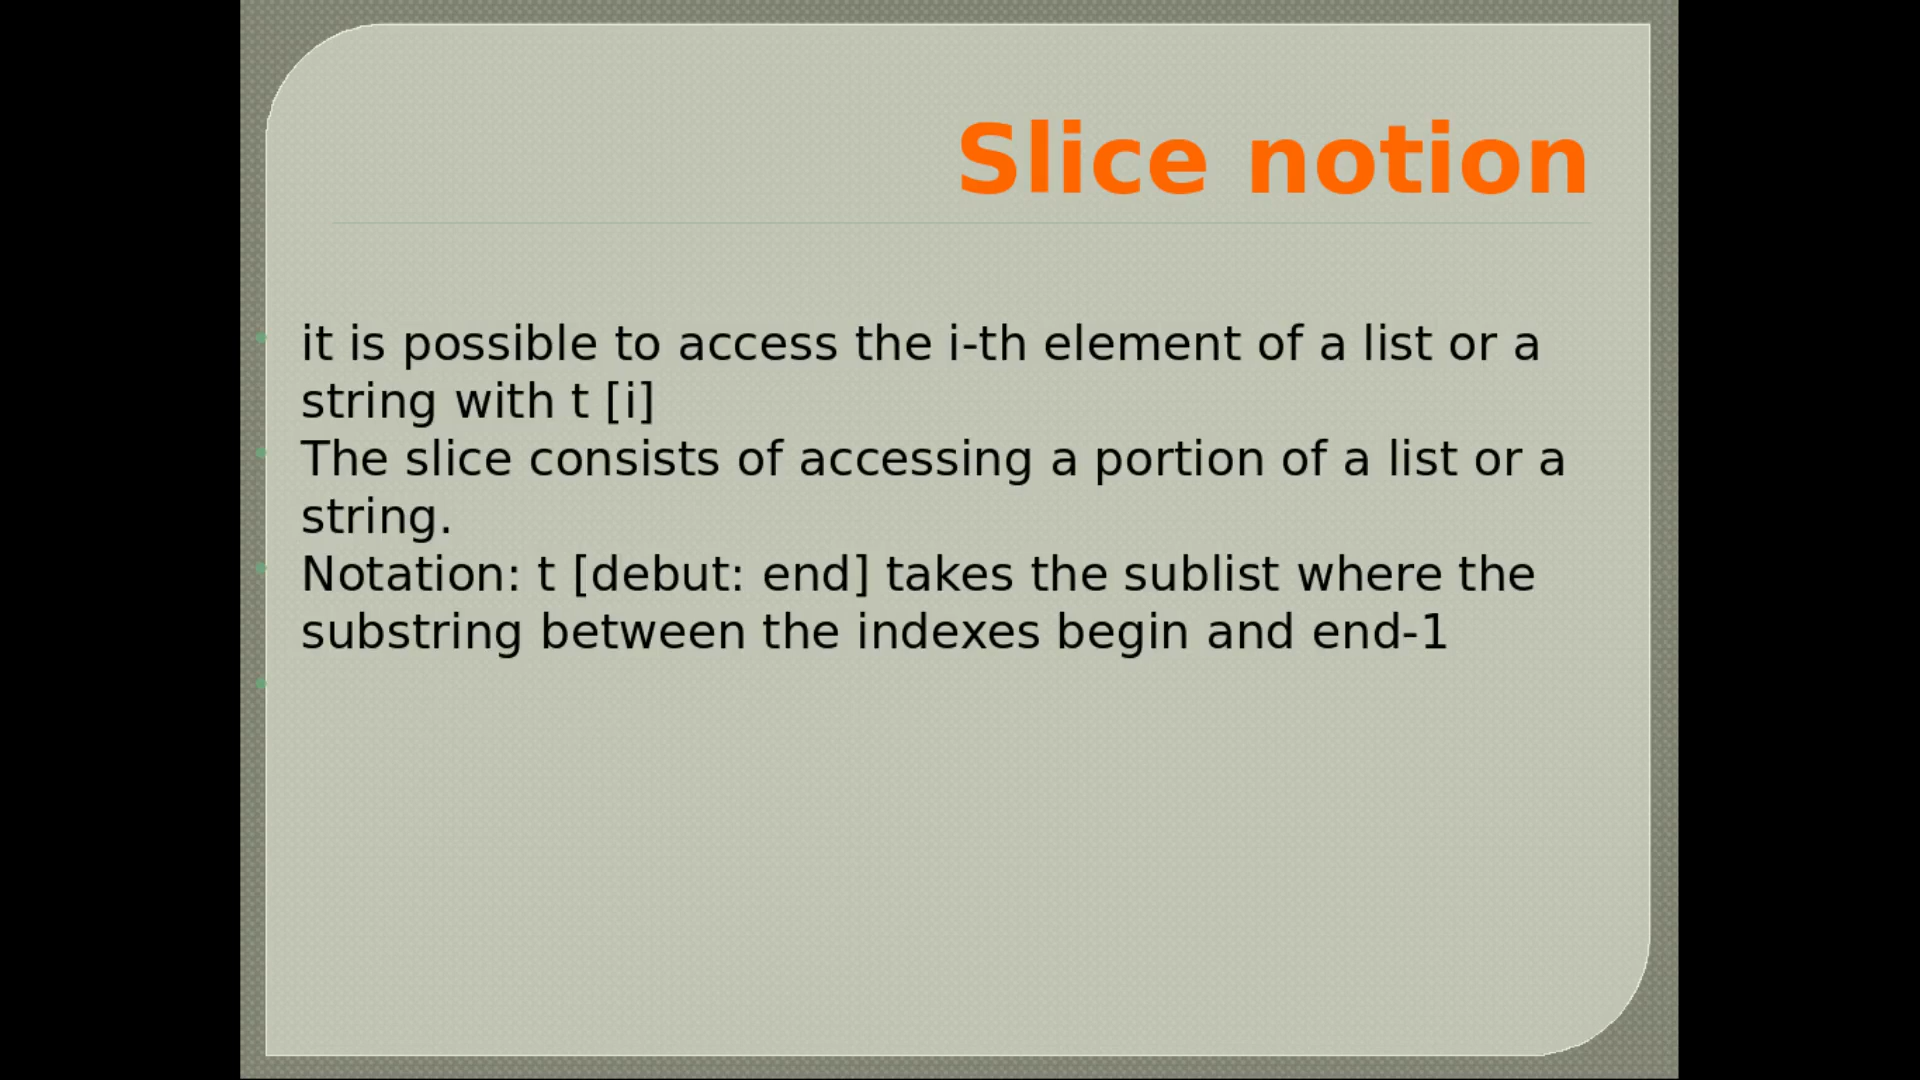 Slice notion
it is possible to access the i-th element of a list or a
string with t [i]
The slice consists of accessing a portion of a list or a
string.
Notation: t [debut: end] takes the sublist where the
substring between the indexes begin and end-1